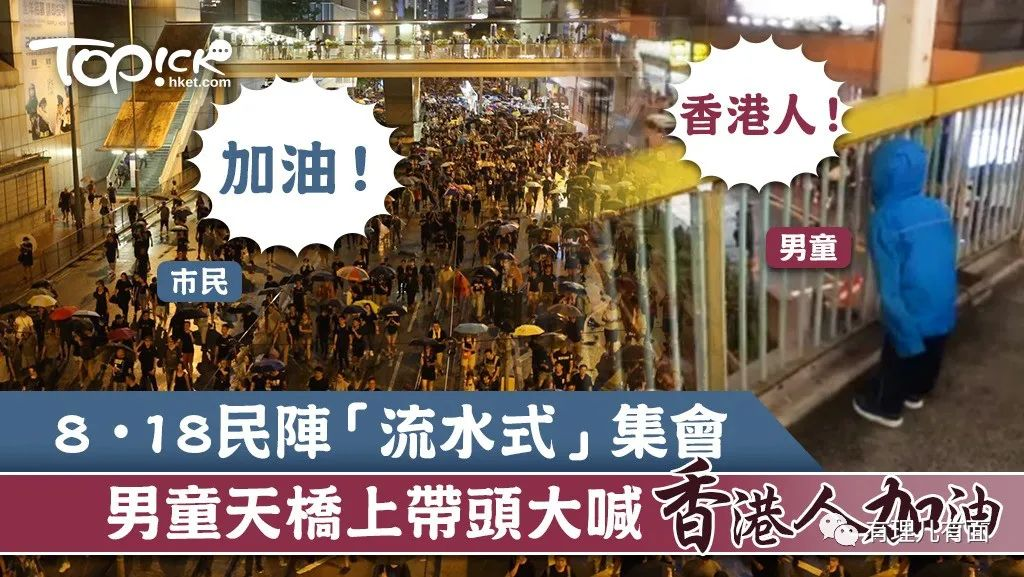 TOPICK
hket.com
加油！
市民
香港人！
男童
8·18民陣「流水式」集會
男童天橋上帶頭大喊香港人加油
有理儿有面